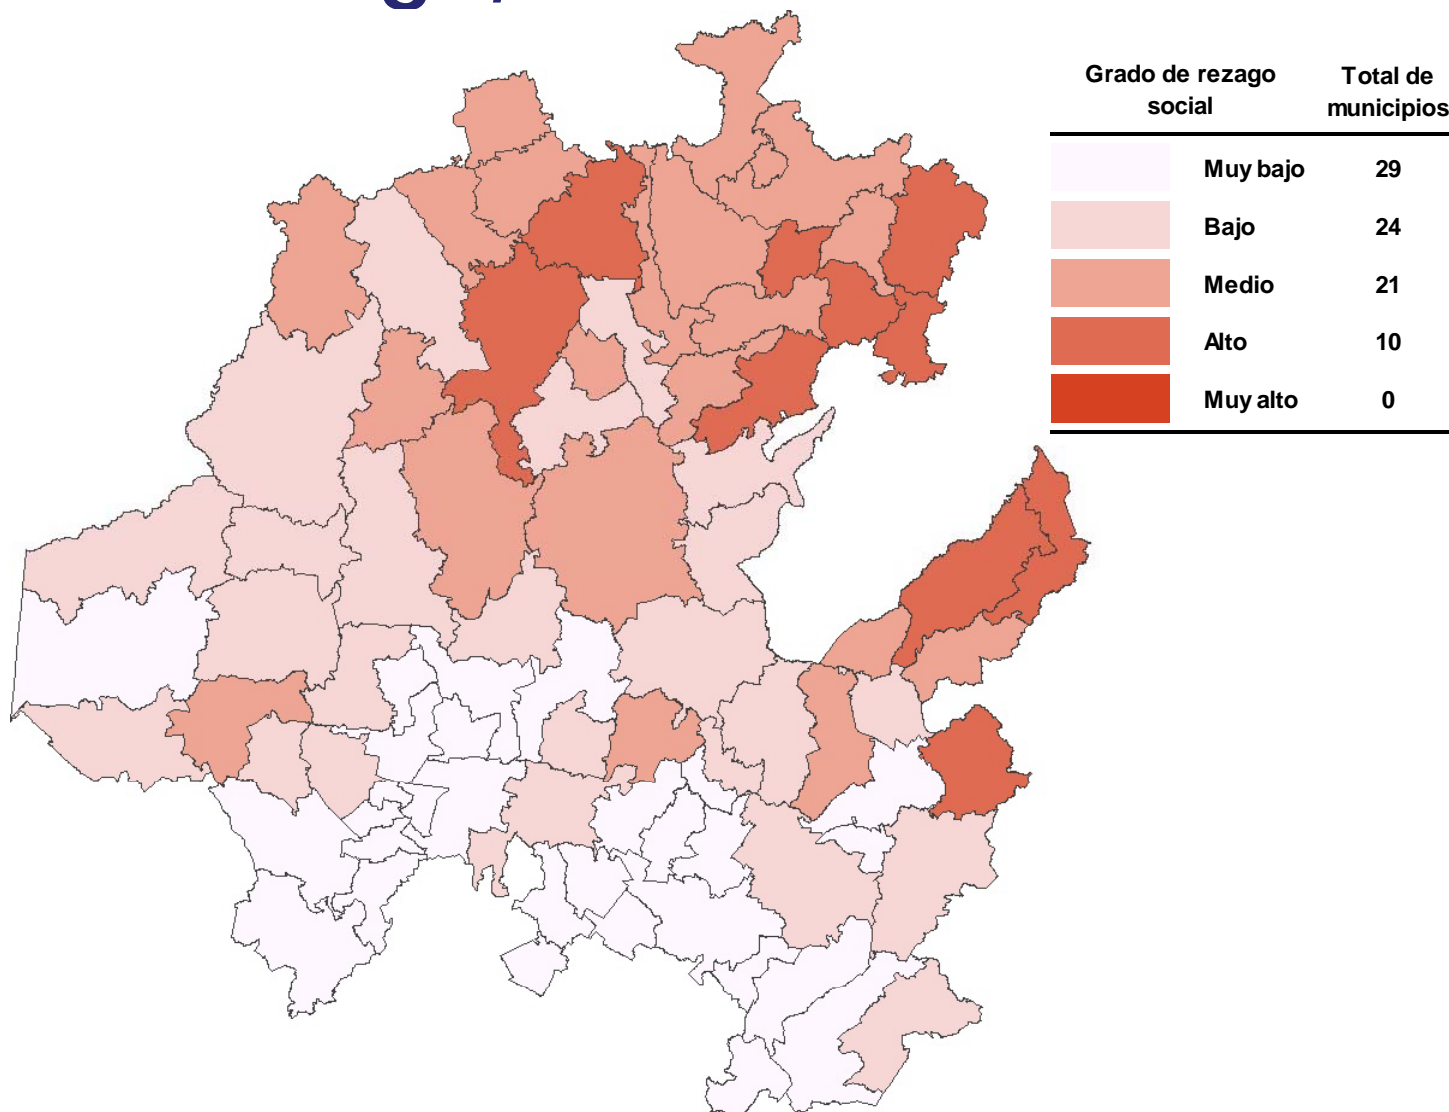 Grado de rezago social
Total de municipios
Muy bajo 29
Bajo 24
Medio 21
Alto 10
Muy alto 0